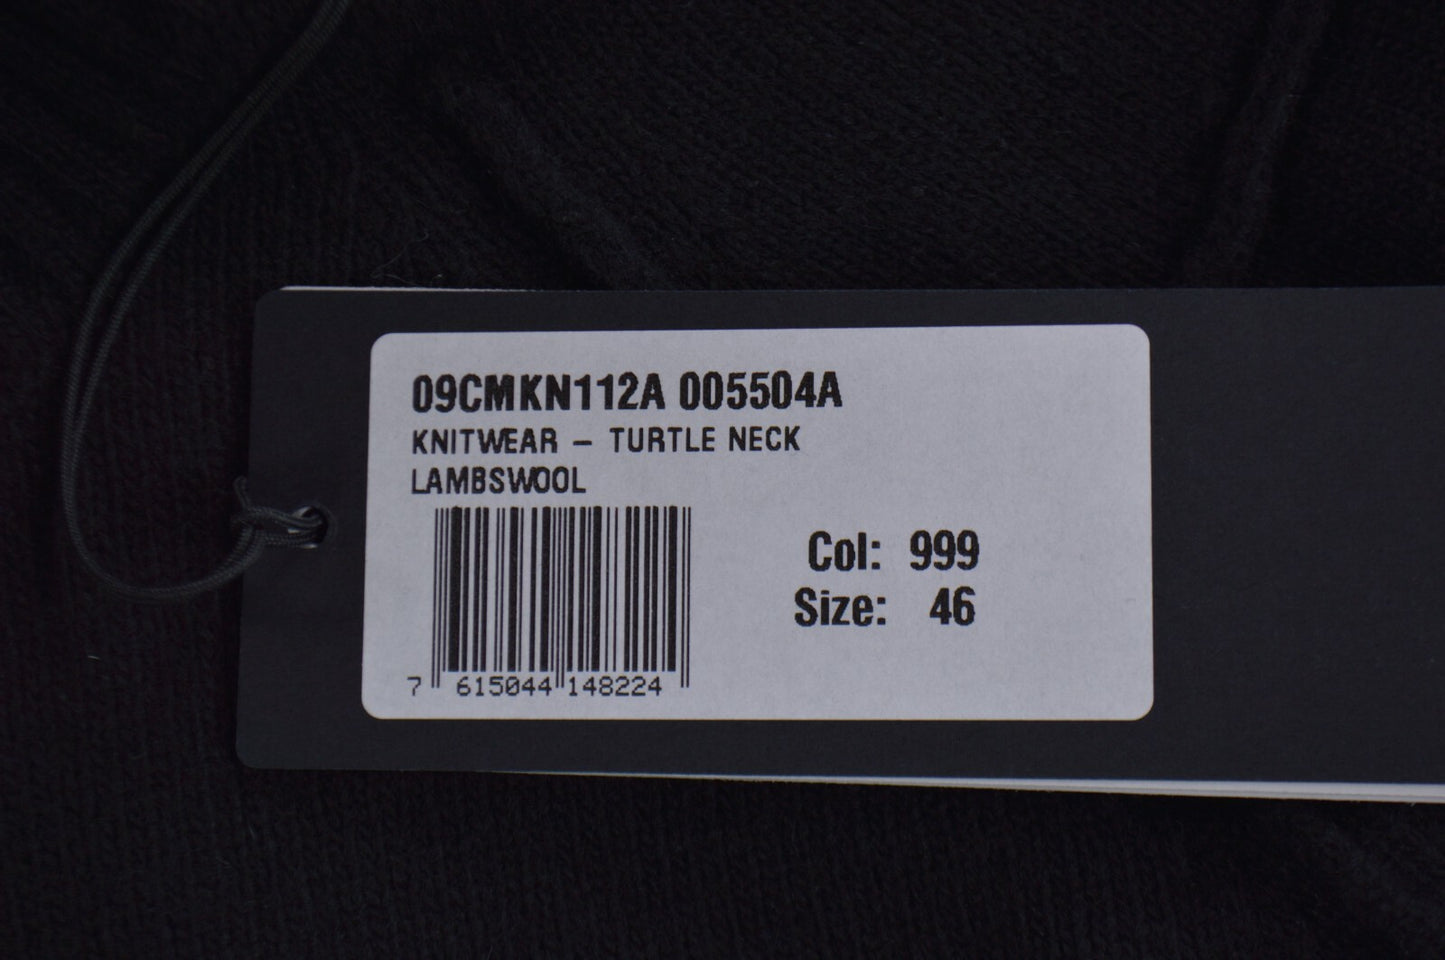 09CMKN112A 005504A
KNITWEAR – TURTLE NECK
LAMBSWOOL
Col: 999
Size: 46
7 615044 148224